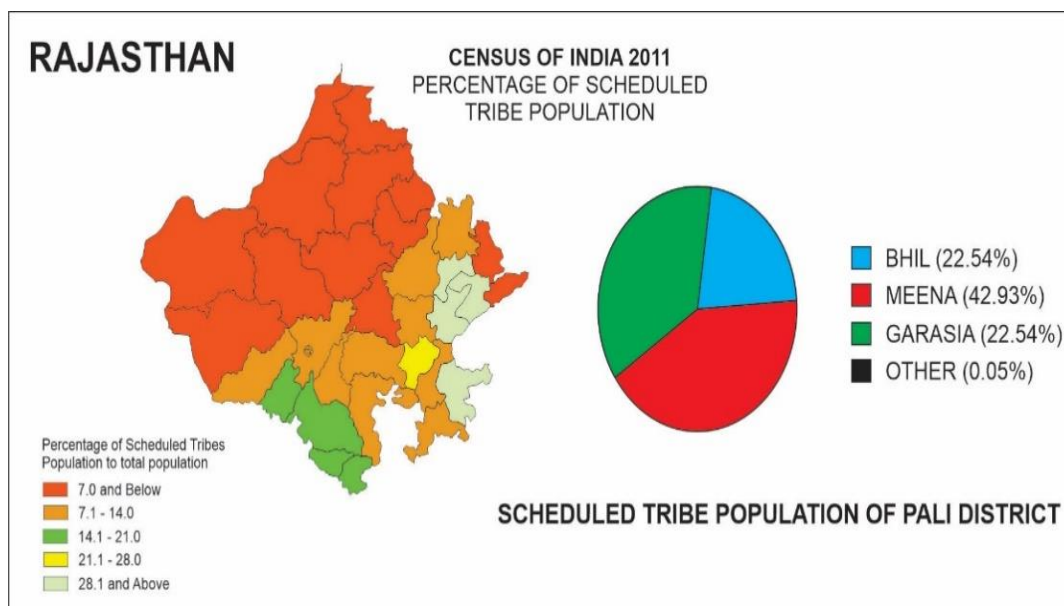 RAJASTHAN
CENSUS OF INDIA 2011
PERCENTAGE OF SCHEDULED
TRIBE POPULATION
BHIL (22.54%)
MEENA (42.93%)
GARASIA (22.54%)
OTHER (0.05%)
Percentage of Scheduled Tribes
Population to total population
7.0 and Below
7.1 - 14.0
14.1 - 21.0
21.1 - 28.0
28.1 and Above
SCHEDULED TRIBE POPULATION OF PALI DISTRICT